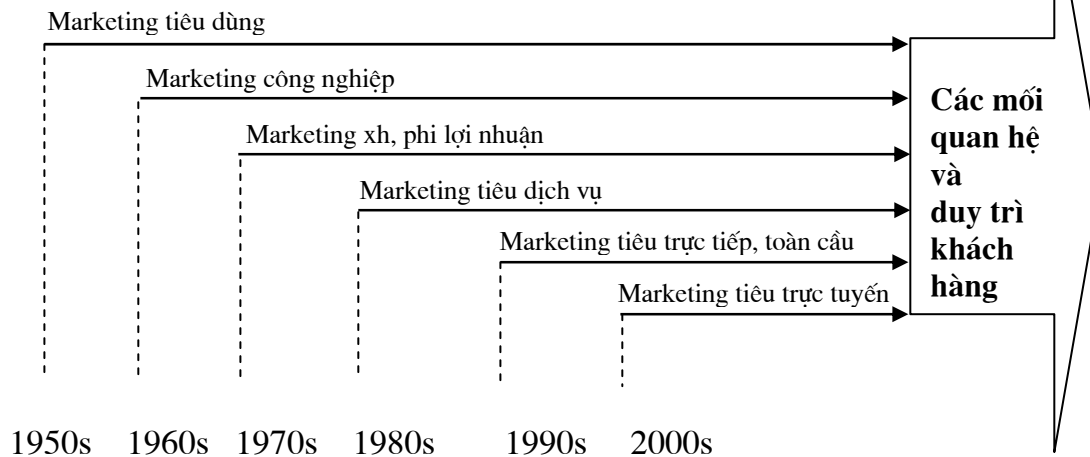 Marketing tiêu dùng
Marketing công nghiệp
Marketing xh, phi lợi nhuận
Marketing tiêu dịch vụ
Marketing tiêu trực tiếp, toàn cầu
Marketing tiêu trực tuyến
Các mối
quan hệ
và
duy trì
khách
hàng
1950s 1960s 1970s 1980s 1990s 2000s